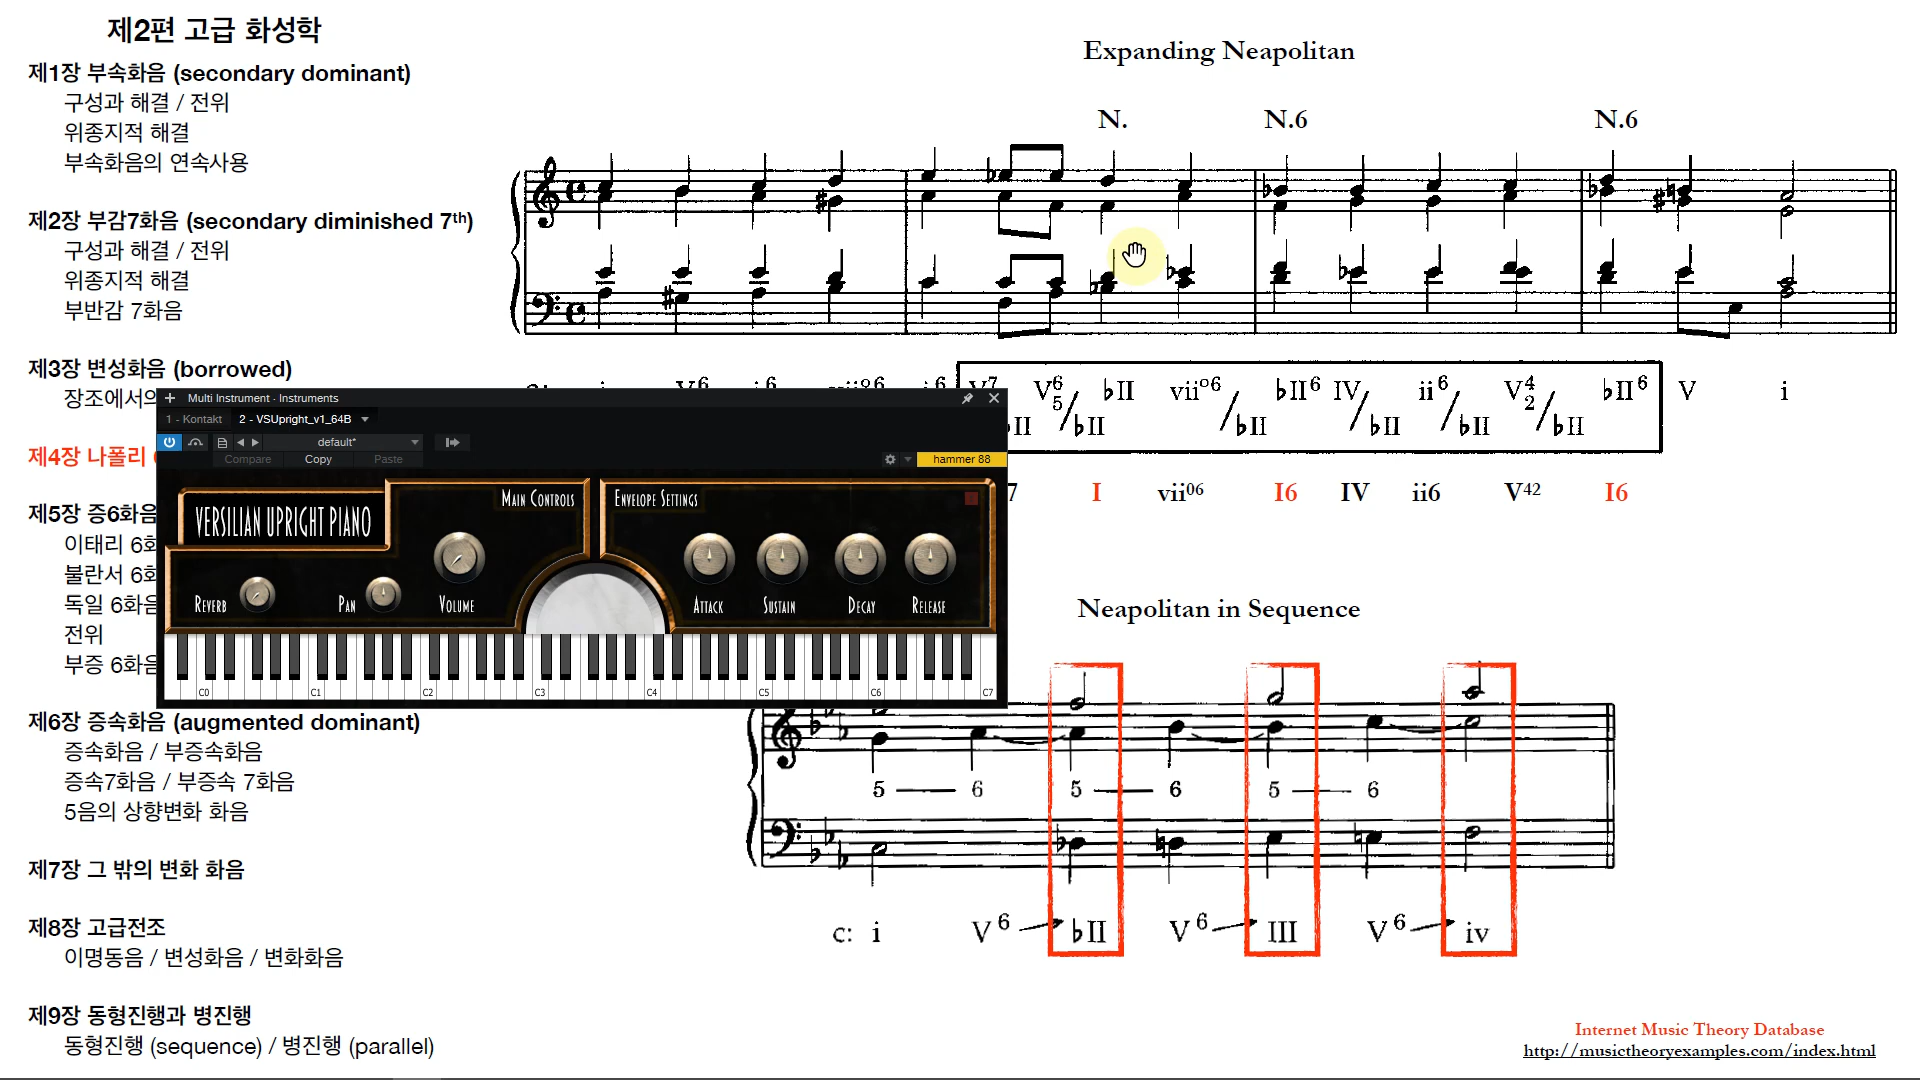 제2편 고급 화성학
제1장 부속화음 (secondary dominant)
구성과 해결 / 전위
위종지적 해결
부속화음의 연속사용
제2장 부감7화음 (secondary diminished 7th)
구성과 해결 / 전위
위종지적 해결
부반감 7화음
제3장 변성화음 (borrowed)
장조에서의
제4장 나폴리
제5장 증6화음
이태리 6화
불란서 6화
독일 6화음
전위
부증 6화음
제6장 증속화음 (augmented dominant)
증속화음 / 부증속화음
증속7화음 / 부증속 7화음
5음의 상향변화 화음
제7장 그 밖의 변화 화음
제8장 고급전조
이명동음 / 변성화음 / 변화화음
제9장 동형진행과 병진행
동형진행 (sequence) / 병진행 (parallel)
Expanding Neapolitan
N. N.6 N.6
V6/5/♭II ♭II vii°6/♭II ♭II6 IV/♭II ii6/♭II V4/2/♭II ♭II6 V i
7 I vii06 I6 IV ii6 V42 I6
Multi Instrument - Instruments
1 - Kontakt 2 - VSUpright_v1_64B
default*
Compare Copy Paste
hammer 88
VERSILIAN UPRIGHT PIANO
MAIN CONTROLS
ENVELOPE SETTINGS
REVERB PAN VOLUME ATTACK SUSTAIN DECAY RELEASE
C0 C1 C2 C3 C4 C5 C6 C7
Neapolitan in Sequence
5 6 5 6 5 6
c: i V6 ♭II V6 III V6 iv
Internet Music Theory Database
http://musictheoryexamples.com/index.html